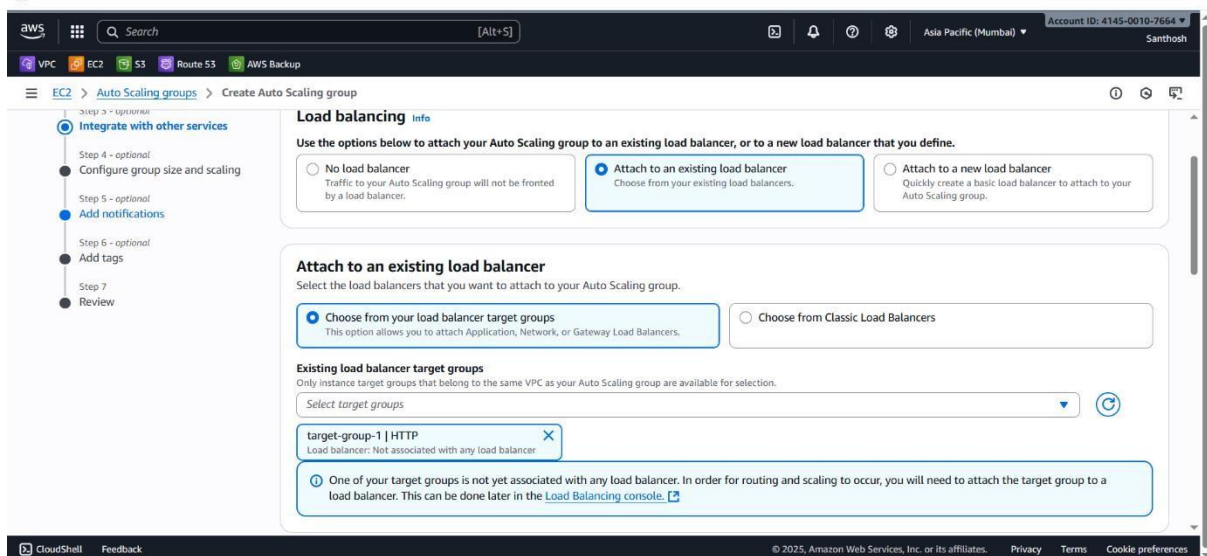 aws
Search
[Alt+S]
Asia Pacific (Mumbai)
Account ID: 4145-0010-7664
Santhosh
VPC EC2 S3 Route 53 AWS Backup
EC2 > Auto Scaling groups > Create Auto Scaling group
Step 3 - optional
Integrate with other services
Step 4 - optional
Configure group size and scaling
Step 5 - optional
Add notifications
Step 6 - optional
Add tags
Step 7
Review
Load balancing Info
Use the options below to attach your Auto Scaling group to an existing load balancer, or to a new load balancer that you define.
No load balancer
Traffic to your Auto Scaling group will not be fronted
by a load balancer.
Attach to an existing load balancer
Choose from your existing load balancers.
Attach to a new load balancer
Quickly create a basic load balancer to attach to your
Auto Scaling group.
Attach to an existing load balancer
Select the load balancers that you want to attach to your Auto Scaling group.
Choose from your load balancer target groups
This option allows you to attach Application, Network, or Gateway Load Balancers.
Choose from Classic Load Balancers
Existing load balancer target groups
Only instance target groups that belong to the same VPC as your Auto Scaling group are available for selection.
Select target groups
target-group-1 | HTTP
Load balancer: Not associated with any load balancer
One of your target groups is not yet associated with any load balancer. In order for routing and scaling to occur, you will need to attach the target group to a
load balancer. This can be done later in the Load Balancing console.
CloudShell Feedback
© 2025, Amazon Web Services, Inc. or its affiliates. Privacy Terms Cookie preferences